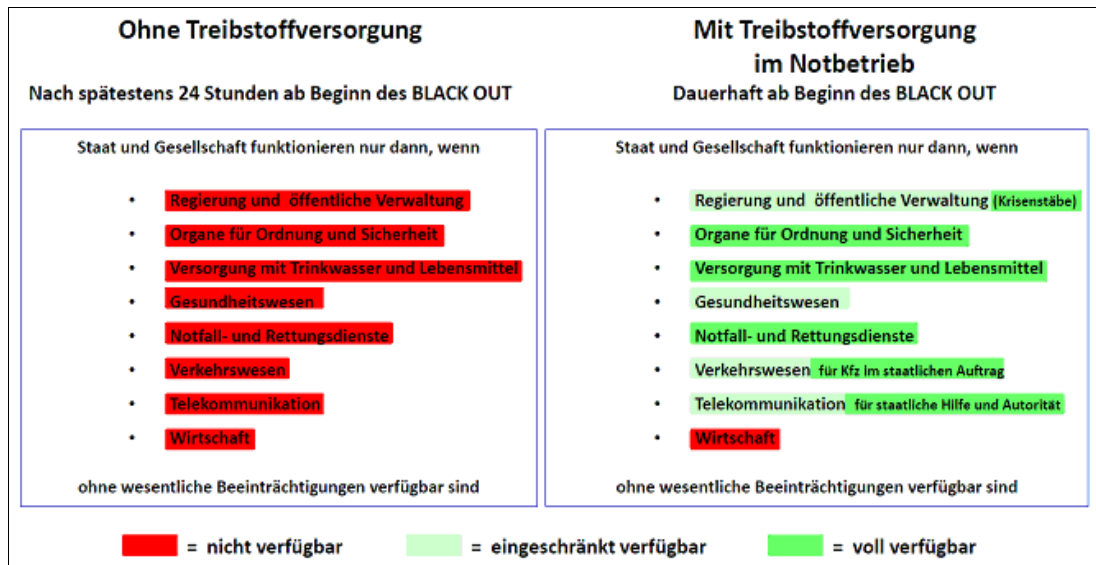 Ohne Treibstoffversorgung
Nach spätestens 24 Stunden ab Beginn des BLACK OUT
Staat und Gesellschaft funktionieren nur dann, wenn
• Regierung und öffentliche Verwaltung
• Organe für Ordnung und Sicherheit
• Versorgung mit Trinkwasser und Lebensmittel
• Gesundheitswesen
• Notfall- und Rettungsdienste
• Verkehrswesen
• Telekommunikation
• Wirtschaft
ohne wesentliche Beeinträchtigungen verfügbar sind
Mit Treibstoffversorgung
im Notbetrieb
Dauerhaft ab Beginn des BLACK OUT
Staat und Gesellschaft funktionieren nur dann, wenn
• Regierung und öffentliche Verwaltung (Krisenstäbe)
• Organe für Ordnung und Sicherheit
• Versorgung mit Trinkwasser und Lebensmittel
• Gesundheitswesen
• Notfall- und Rettungsdienste
• Verkehrswesen für Kfz im staatlichen Auftrag
• Telekommunikation für staatliche Hilfe und Autorität
• Wirtschaft
ohne wesentliche Beeinträchtigungen verfügbar sind
= nicht verfügbar
= eingeschränkt verfügbar
= voll verfügbar